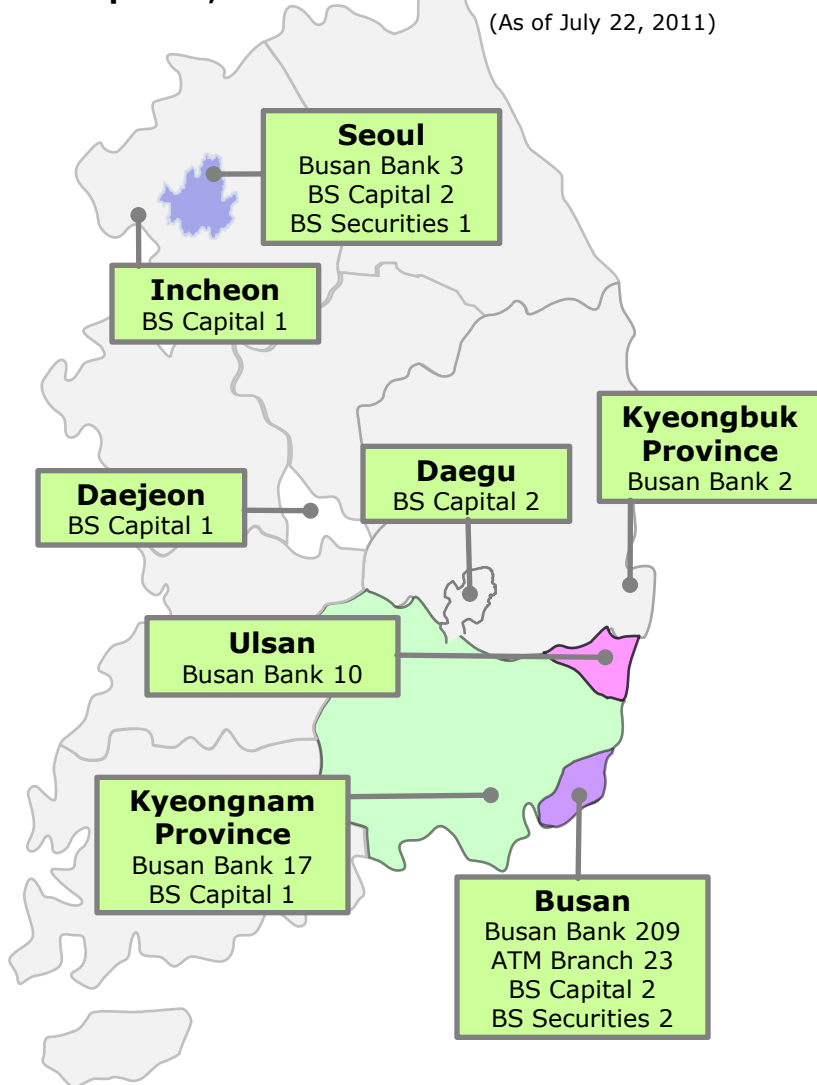 (As of July 22, 2011)
Seoul
Busan Bank 3
BS Capital 2
BS Securities 1
Incheon
BS Capital 1
Kyeongbuk
Province
Busan Bank 2
Daegu
BS Capital 2
Daejeon
BS Capital 1
Ulsan
Busan Bank 10
Kyeongnam
Province
Busan Bank 17
BS Capital 1
Busan
Busan Bank 209
ATM Branch 23
BS Capital 2
BS Securities 2